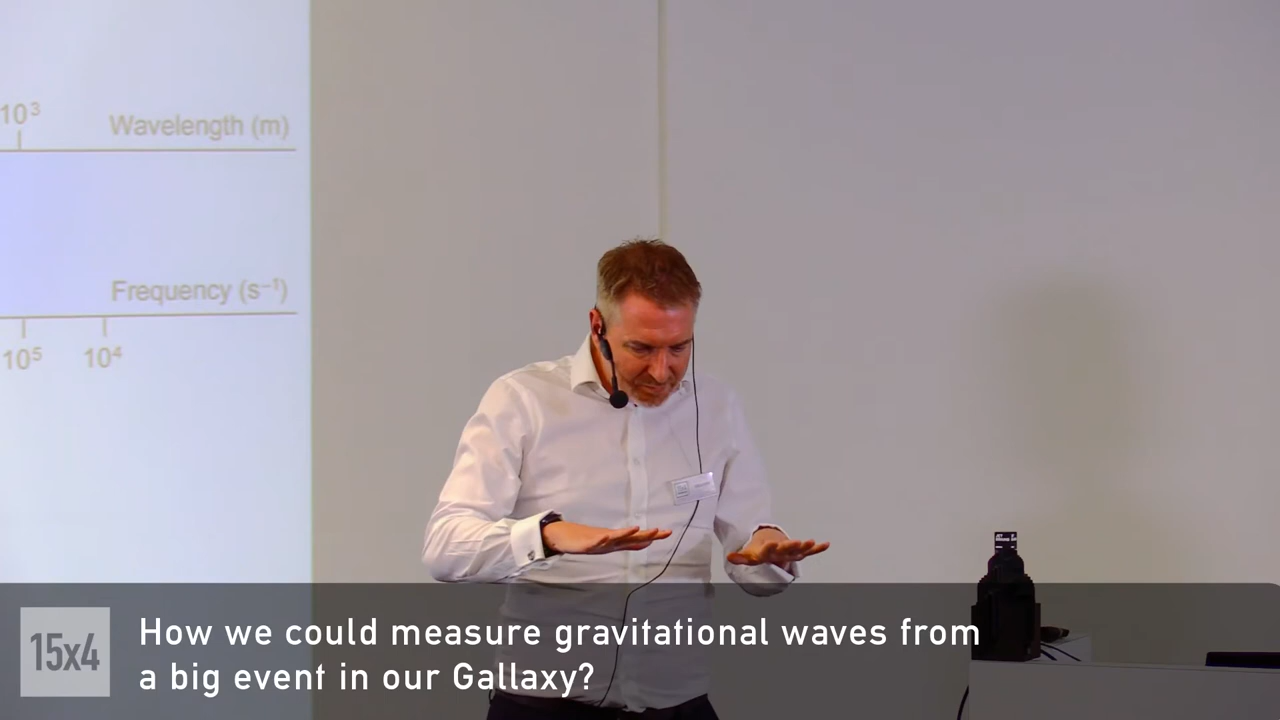 10³
Wavelength (m)
Frequency (s⁻¹)
10⁵ 10⁴
15x4
How we could measure gravitational waves from
a big event in our Gallaxy?